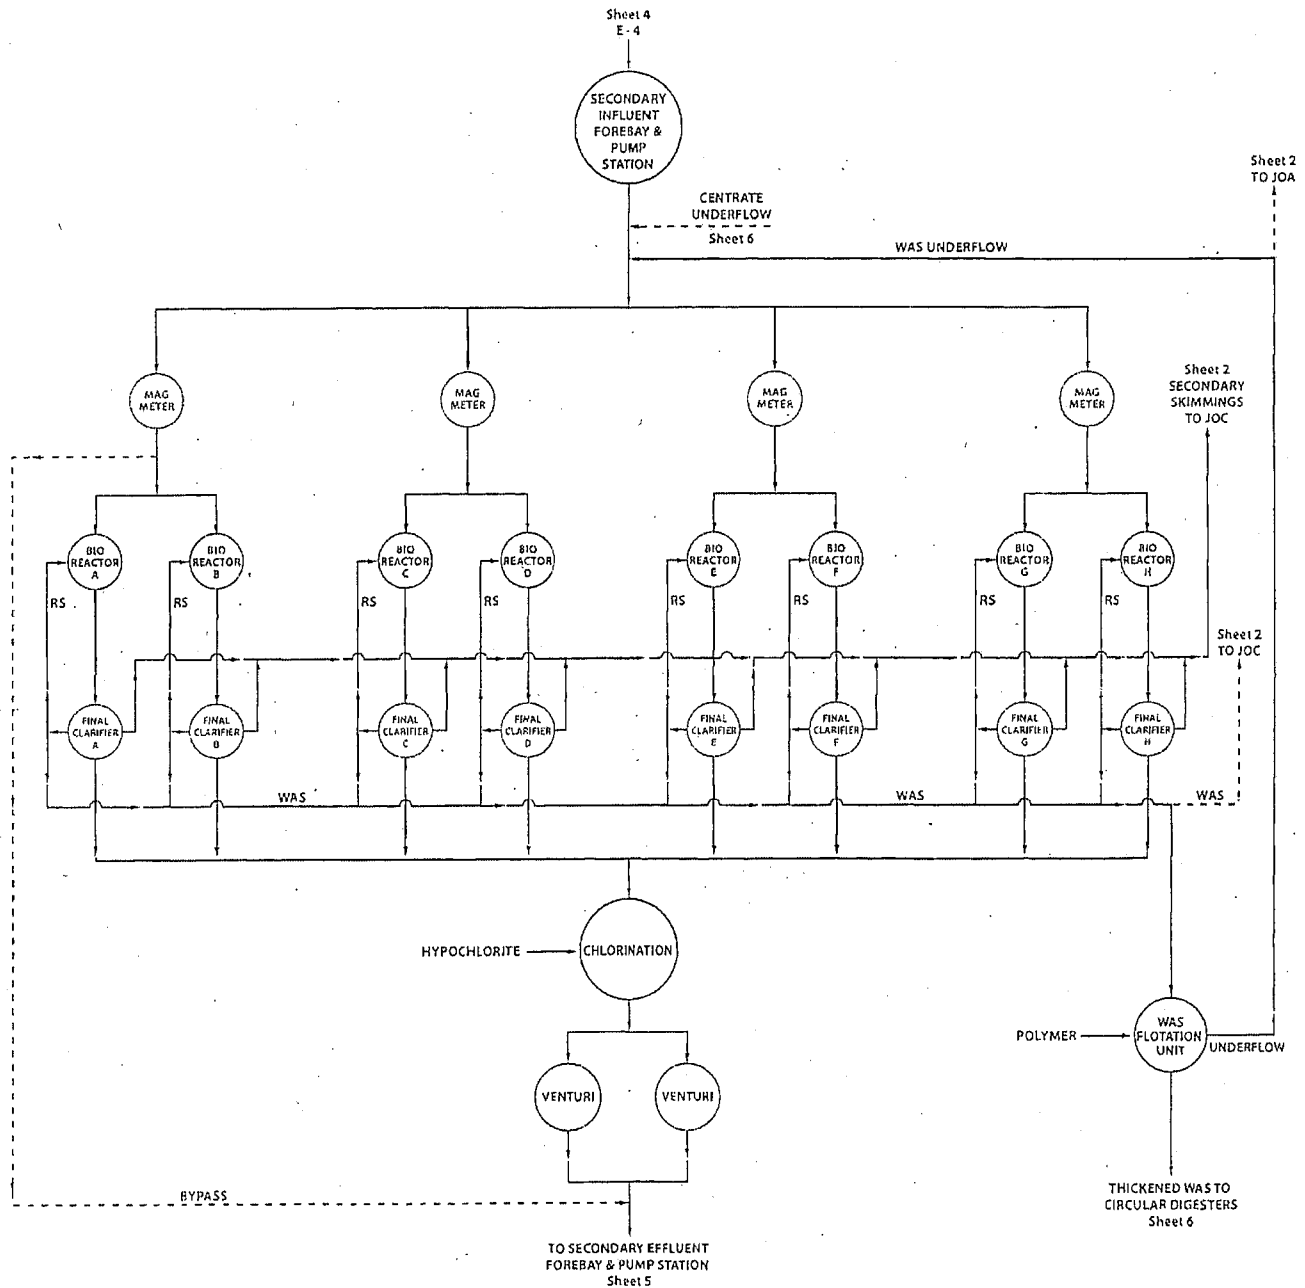 Sheet 4
E-4
SECONDARY
INFLUENT
FOREBAY &
PUMP
STATION
Sheet 2
TO JOA
CENTRATE
UNDERFLOW
Sheet 6
WAS UNDERFLOW
MAG
METER
MAG
METER
MAG
METER
MAG
METER
Sheet 2
SECONDARY
SKIMMINGS
TO JOC
BIO
REACTOR
A
BIO
REACTOR
B
BIO
REACTOR
C
BIO
REACTOR
D
BIO
REACTOR
E
BIO
REACTOR
F
BIO
REACTOR
G
BIO
REACTOR
H
RS
RS
RS
RS
RS
RS
RS
RS
Sheet 2
TO JOC
FINAL
CLARIFIER
A
FINAL
CLARIFIER
B
FINAL
CLARIFIER
C
FINAL
CLARIFIER
D
FINAL
CLARIFIER
E
FINAL
CLARIFIER
F
FINAL
CLARIFIER
G
FINAL
CLARIFIER
H
WAS
WAS
WAS
HYPOCHLORITE
CHLORINATION
POLYMER
WAS
FLOTATION
UNIT
UNDERFLOW
VENTURI
VENTURI
BYPASS
THICKENED WAS TO
CIRCULAR DIGESTERS
Sheet 6
TO SECONDARY EFFLUENT
FOREBAY & PUMP STATION
Sheet 5